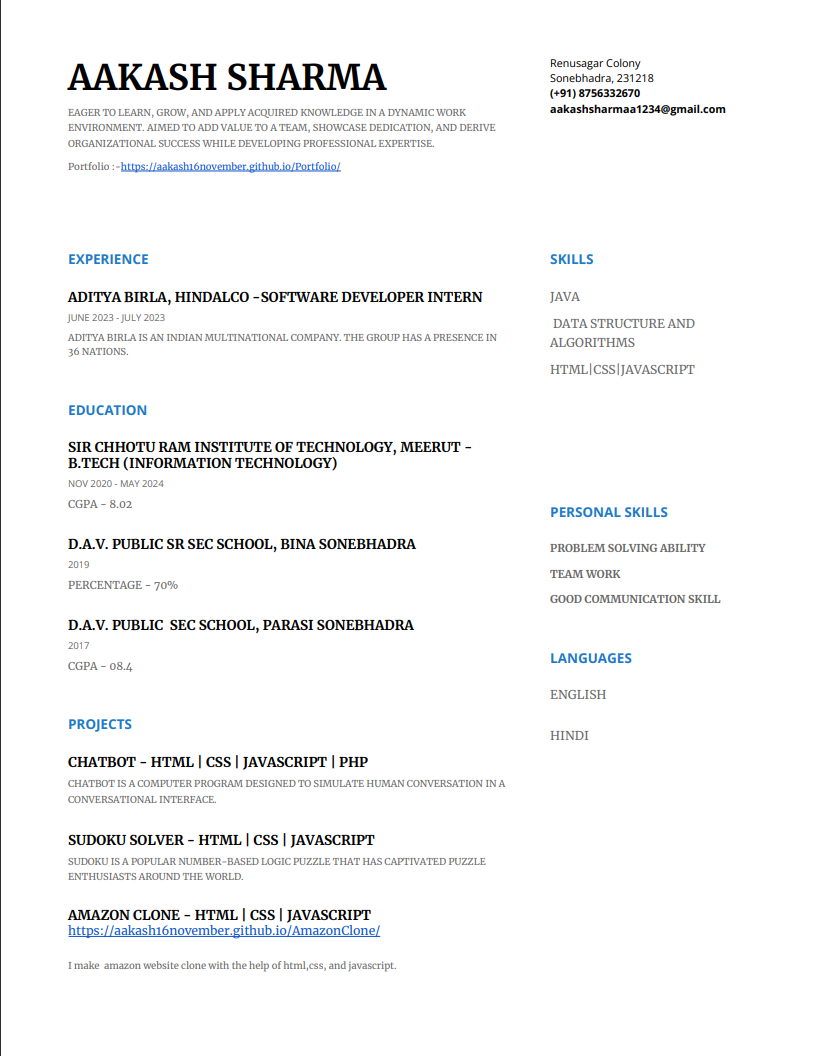 AAKASH SHARMA
EAGER TO LEARN, GROW, AND APPLY ACQUIRED KNOWLEDGE IN A DYNAMIC WORK
ENVIRONMENT. AIMED TO ADD VALUE TO A TEAM, SHOWCASE DEDICATION, AND DERIVE
ORGANIZATIONAL SUCCESS WHILE DEVELOPING PROFESSIONAL EXPERTISE.
Portfolio :-https://aakash16november.github.io/Portfolio/
Renusagar Colony
Sonebhadra, 231218
(+91) 8756332670
aakashsharmaa1234@gmail.com
EXPERIENCE
ADITYA BIRLA, HINDALCO -SOFTWARE DEVELOPER INTERN
JUNE 2023 - JULY 2023
ADITYA BIRLA IS AN INDIAN MULTINATIONAL COMPANY. THE GROUP HAS A PRESENCE IN
36 NATIONS.
EDUCATION
SIR CHHOTU RAM INSTITUTE OF TECHNOLOGY, MEERUT -
B.TECH (INFORMATION TECHNOLOGY)
NOV 2020 - MAY 2024
CGPA - 8.02
D.A.V. PUBLIC SR SEC SCHOOL, BINA SONEBHADRA
2019
PERCENTAGE - 70%
D.A.V. PUBLIC  SEC SCHOOL, PARASI SONEBHADRA
2017
CGPA - 08.4
PROJECTS
CHATBOT - HTML | CSS | JAVASCRIPT | PHP
CHATBOT IS A COMPUTER PROGRAM DESIGNED TO SIMULATE HUMAN CONVERSATION IN A
CONVERSATIONAL INTERFACE.
SUDOKU SOLVER - HTML | CSS | JAVASCRIPT
SUDOKU IS A POPULAR NUMBER-BASED LOGIC PUZZLE THAT HAS CAPTIVATED PUZZLE
ENTHUSIASTS AROUND THE WORLD.
AMAZON CLONE - HTML | CSS | JAVASCRIPT
https://aakash16november.github.io/AmazonClone/
I make  amazon website clone with the help of html,css, and javascript.
SKILLS
JAVA
DATA STRUCTURE AND
ALGORITHMS
HTML|CSS|JAVASCRIPT
PERSONAL SKILLS
PROBLEM SOLVING ABILITY
TEAM WORK
GOOD COMMUNICATION SKILL
LANGUAGES
ENGLISH
HINDI